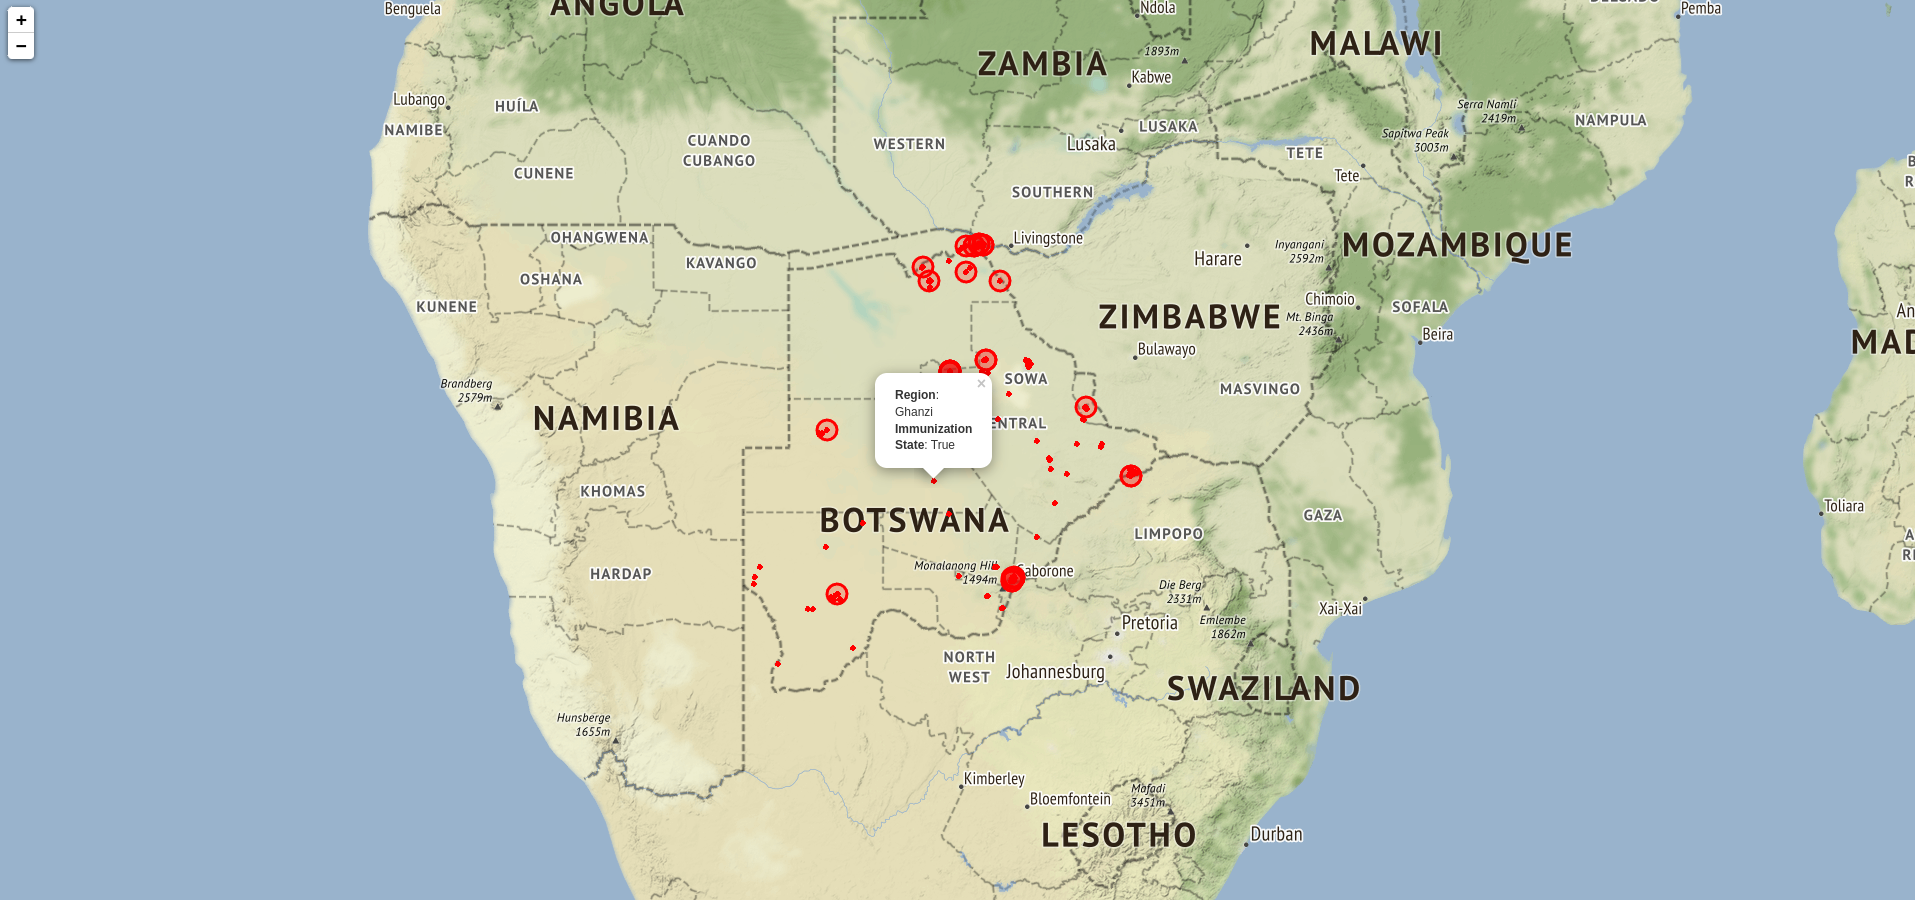 +
−
Benguela
ANGOLA
Ndola
Pemba
ZAMBIA
1893m
Kabwe
MALAWI
Lubango
HUÍLA
NAMIBE
CUANDO
CUBANGO
WESTERN
Lusaka
LUSAKA
Serra Namli
2419m
NAMPULA
Sapitwa Peak
3003m
TETE
Tete
CUNENE
SOUTHERN
OHANGWENA
KAVANGO
OSHANA
KUNENE
Livingstone
Harare
Inyangani
2592m
MOZAMBIQUE
ZIMBABWE
Chimoio
Mt. Binga
2436m
SOFALA
Beira
Bulawayo
MASVINGO
SOWA
Brandberg
2579m
NAMIBIA
×
Region:
Ghanzi
Immunization
State: True
ENTRAL
KHOMAS
BOTSWANA
LIMPOPO
GAZA
Toliara
HARDAP
Monalanong Hill
1494m
Gaborone
Die Berg
2331m
Emlembe
1862m
Xai-Xai
Pretoria
NORTH
WEST
Johannesburg
SWAZILAND
Hunsberge
1655m
Kimberley
Bloemfontein
Mafadi
3451m
LESOTHO
Durban
MAD
An